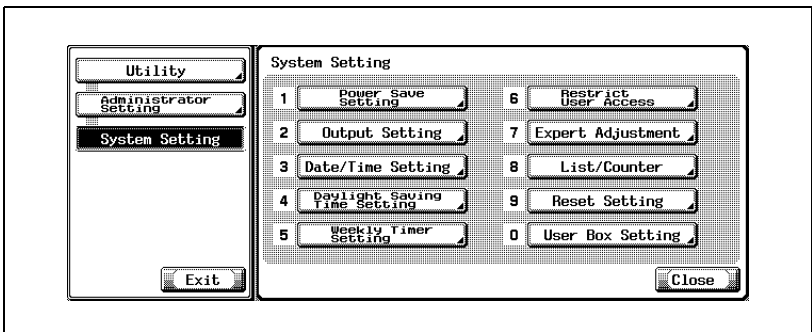 Utility
Administrator
Setting
System Setting
Exit
System Setting
1 Power Save
Setting
2 Output Setting
3 Date/Time Setting
4 Daylight Saving
Time Setting
5 Weekly Timer
Setting
6 Restrict
User Access
7 Expert Adjustment
8 List/Counter
9 Reset Setting
0 User Box Setting
Close